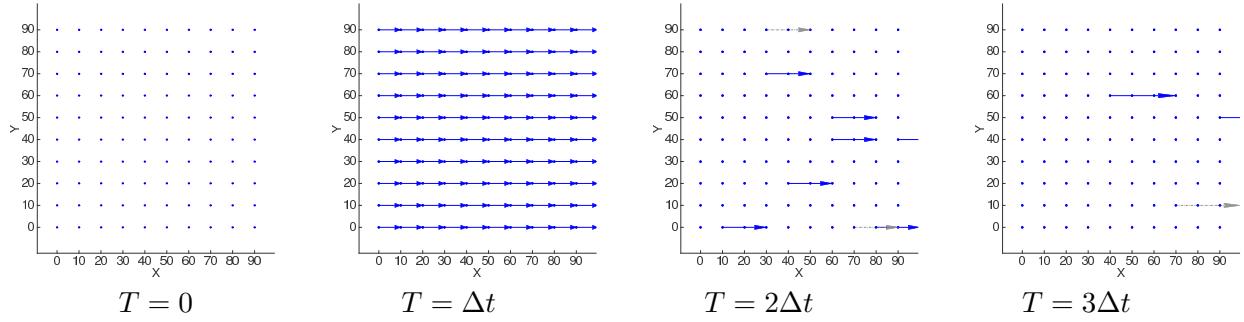 90 90 90 90
80 80 80 80
70 70 70 70
60 60 60 60
50 50 50 50
Y Y Y Y
40 40 40 40
30 30 30 30
20 20 20 20
10 10 10 10
0 0 0 0
0 10 20 30 40 50 60 70 80 90 0 10 20 30 40 50 60 70 80 90 0 10 20 30 40 50 60 70 80 90 0 10 20 30 40 50 60 70 80 90
X X X X
T = 0 T = Δt T = 2Δt T = 3Δt